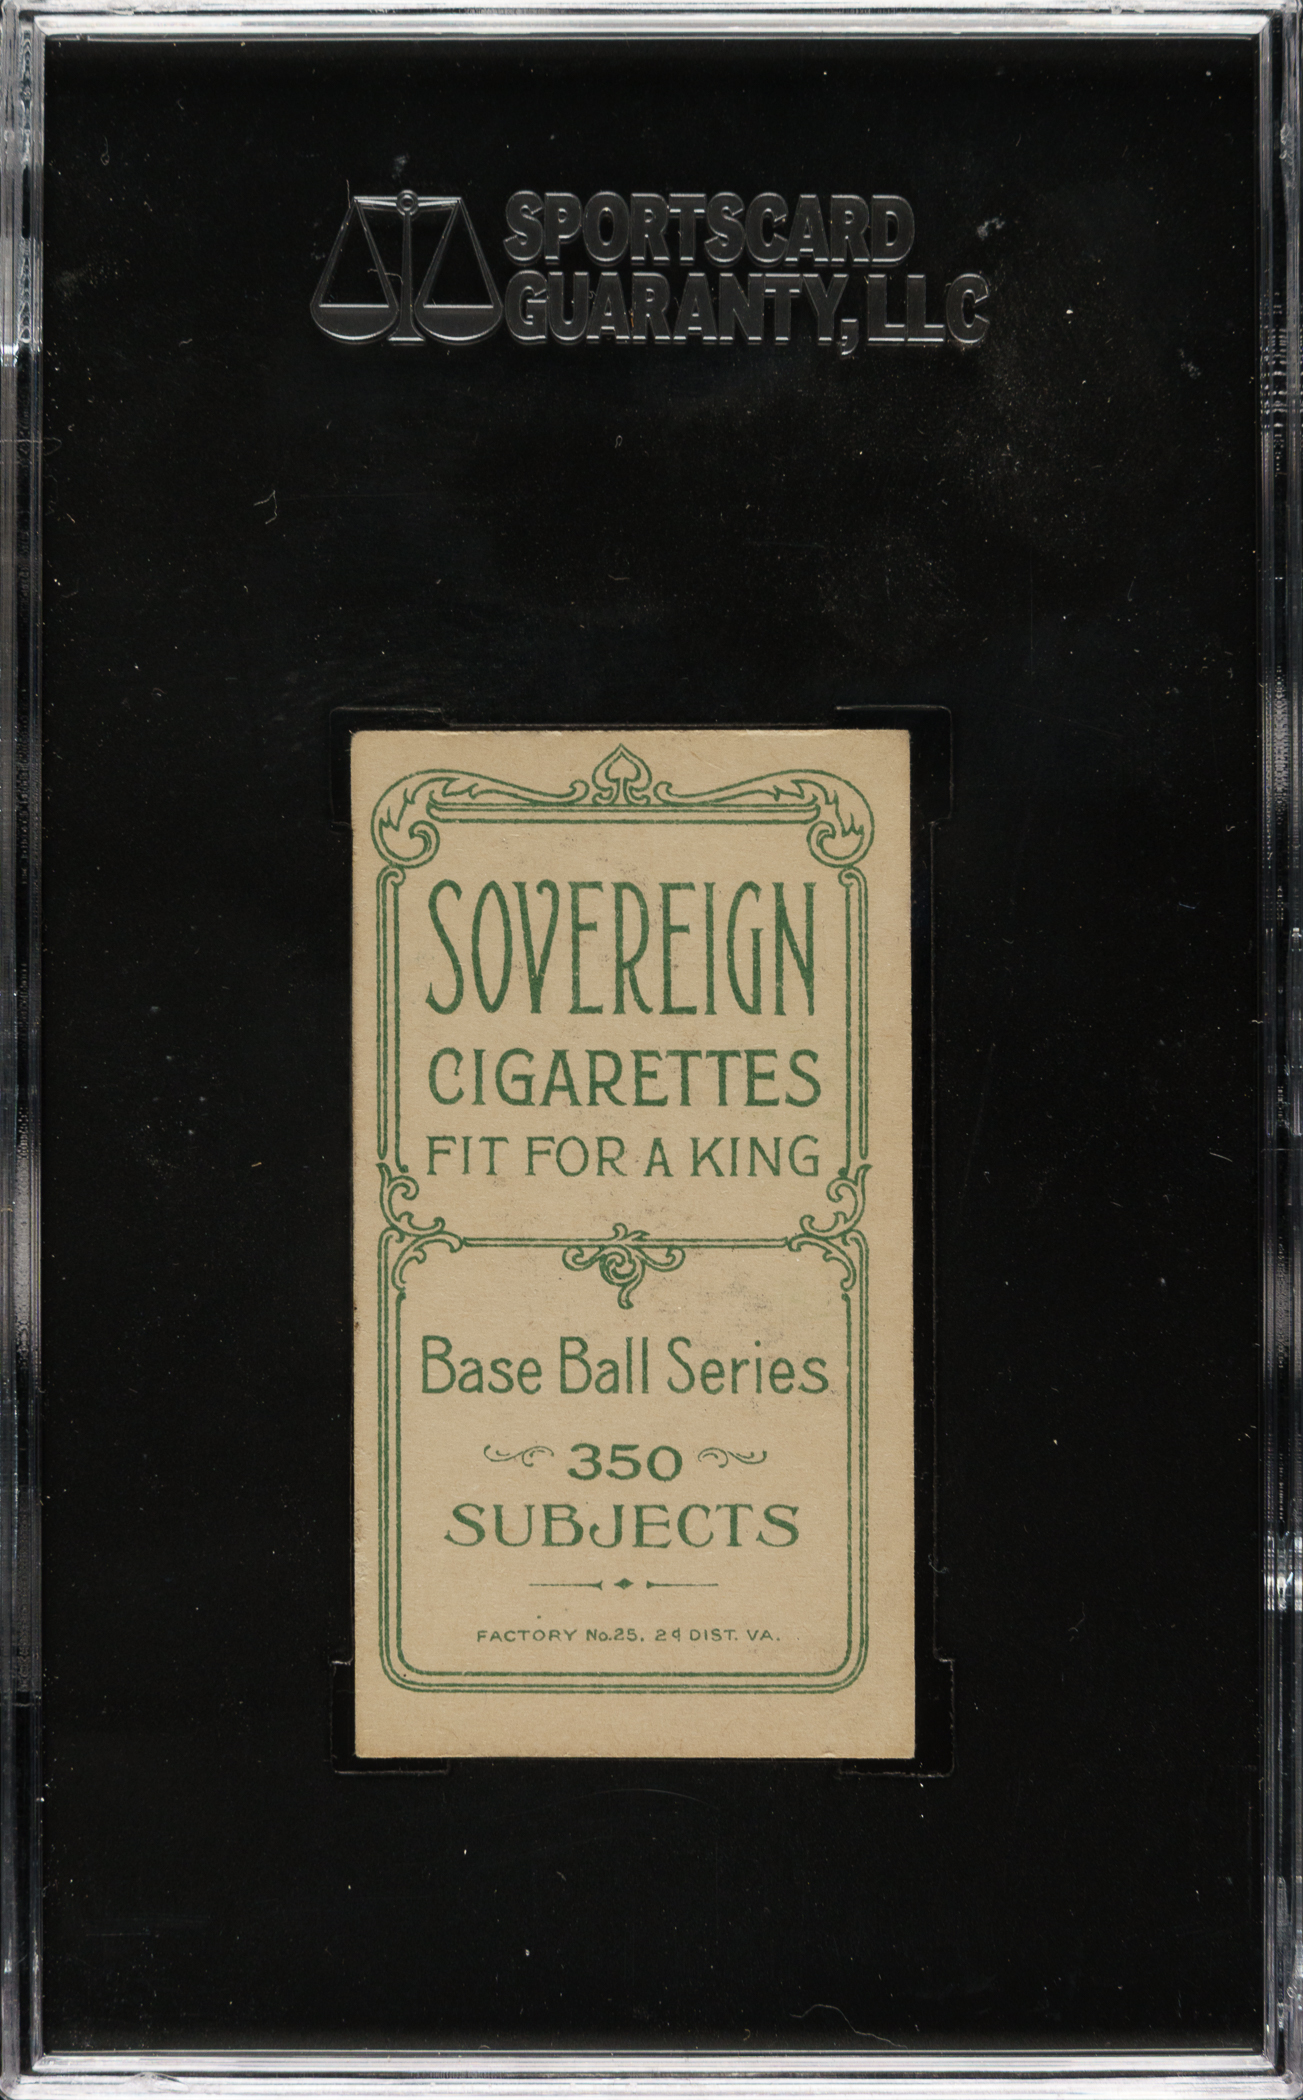 SPORTSCARD
GUARANTY, LLC
SOVEREIGN
CIGARETTES
FIT FOR A KING
Base Ball Series
350
SUBJECTS
FACTORY No. 25, 2d DIST. VA.